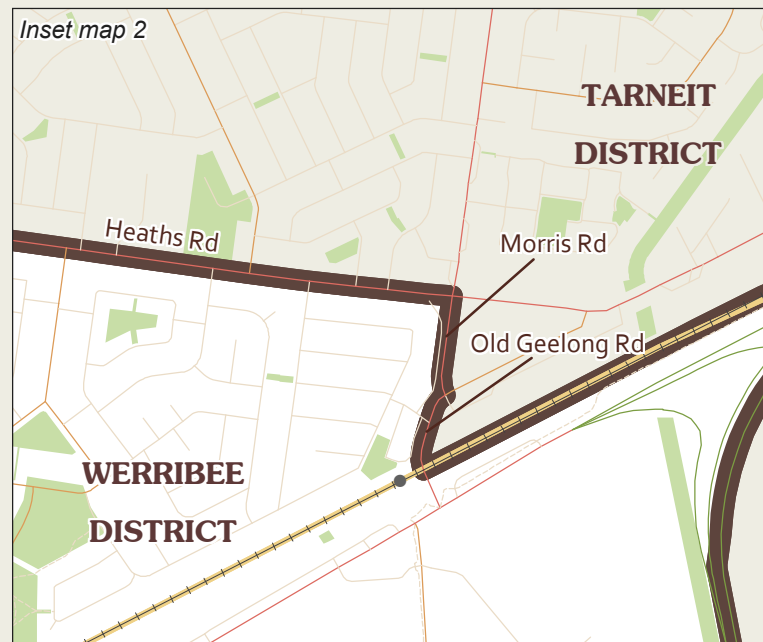 Inset map 2
TARNEIT
DISTRICT
Heaths Rd
Morris Rd
Old Geelong Rd
WERRIBEE
DISTRICT